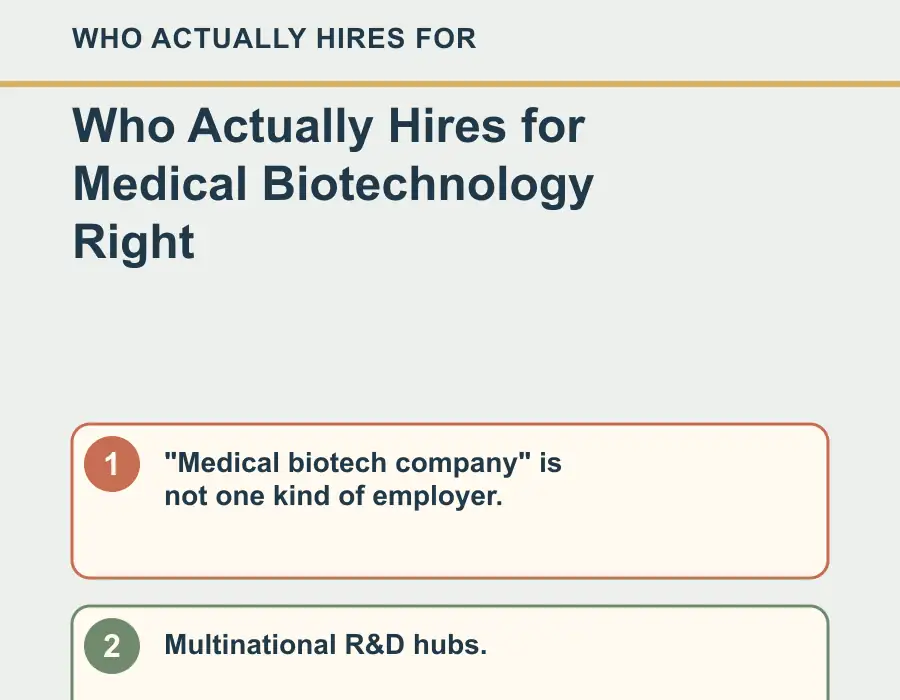 WHO ACTUALLY HIRES FOR
Who Actually Hires for
Medical Biotechnology
Right
1
"Medical biotech company" is
not one kind of employer.
2
Multinational R&D hubs.